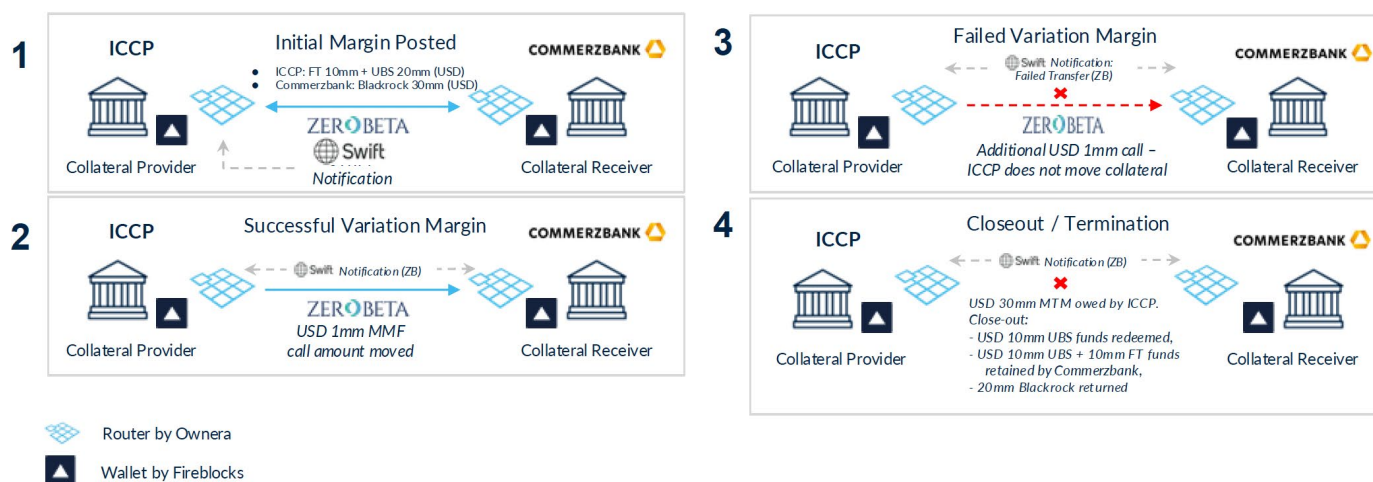 1
ICCP
Initial Margin Posted
COMMERZBANK
● ICCP: FT 10mm + UBS 20mm (USD)
● Commerzbank: Blackrock 30mm (USD)
ZEROBETA
Swift
Notification
Collateral Provider
Collateral Receiver
2
ICCP
Successful Variation Margin
COMMERZBANK
Swift Notification (ZB)
ZEROBETA
USD 1mm MMF
call amount moved
Collateral Provider
Collateral Receiver
3
ICCP
Failed Variation Margin
COMMERZBANK
Swift Notification:
Failed Transfer (ZB)
ZEROBETA
Additional USD 1mm call –
ICCP does not move collateral
Collateral Provider
Collateral Receiver
4
ICCP
Closeout / Termination
COMMERZBANK
Swift Notification (ZB)
USD 30mm MTM owed by ICCP.
Close-out:
- USD 10mm UBS funds redeemed,
- USD 10mm UBS + 10mm FT funds
retained by Commerzbank,
- 20mm Blackrock returned
Collateral Provider
Collateral Receiver
Router by Ownera
Wallet by Fireblocks